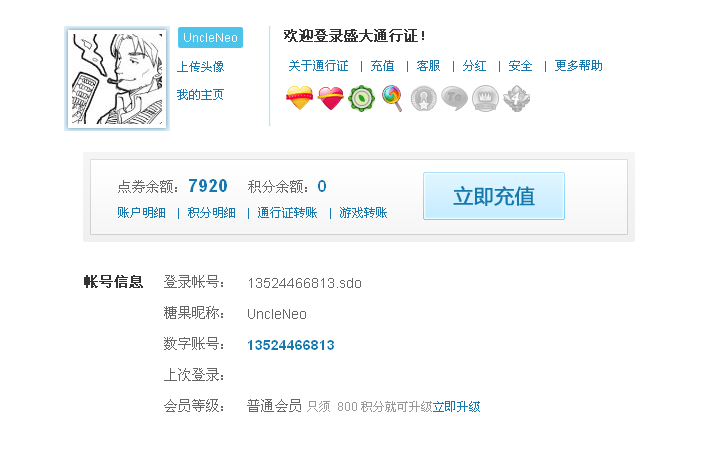 UncleNeo
上传头像
我的主页
欢迎登录盛大通行证!
关于通行证 | 充值 | 客服 | 分红 | 安全 | 更多帮助
点券余额: 7920 积分余额: 0
账户明细 | 积分明细 | 通行证转账 | 游戏转账
立即充值
帐号信息
登录帐号: 13524466813.sdo
糖果昵称: UncleNeo
数字账号: 13524466813
上次登录:
会员等级: 普通会员 只须 800 积分就可升级立即升级